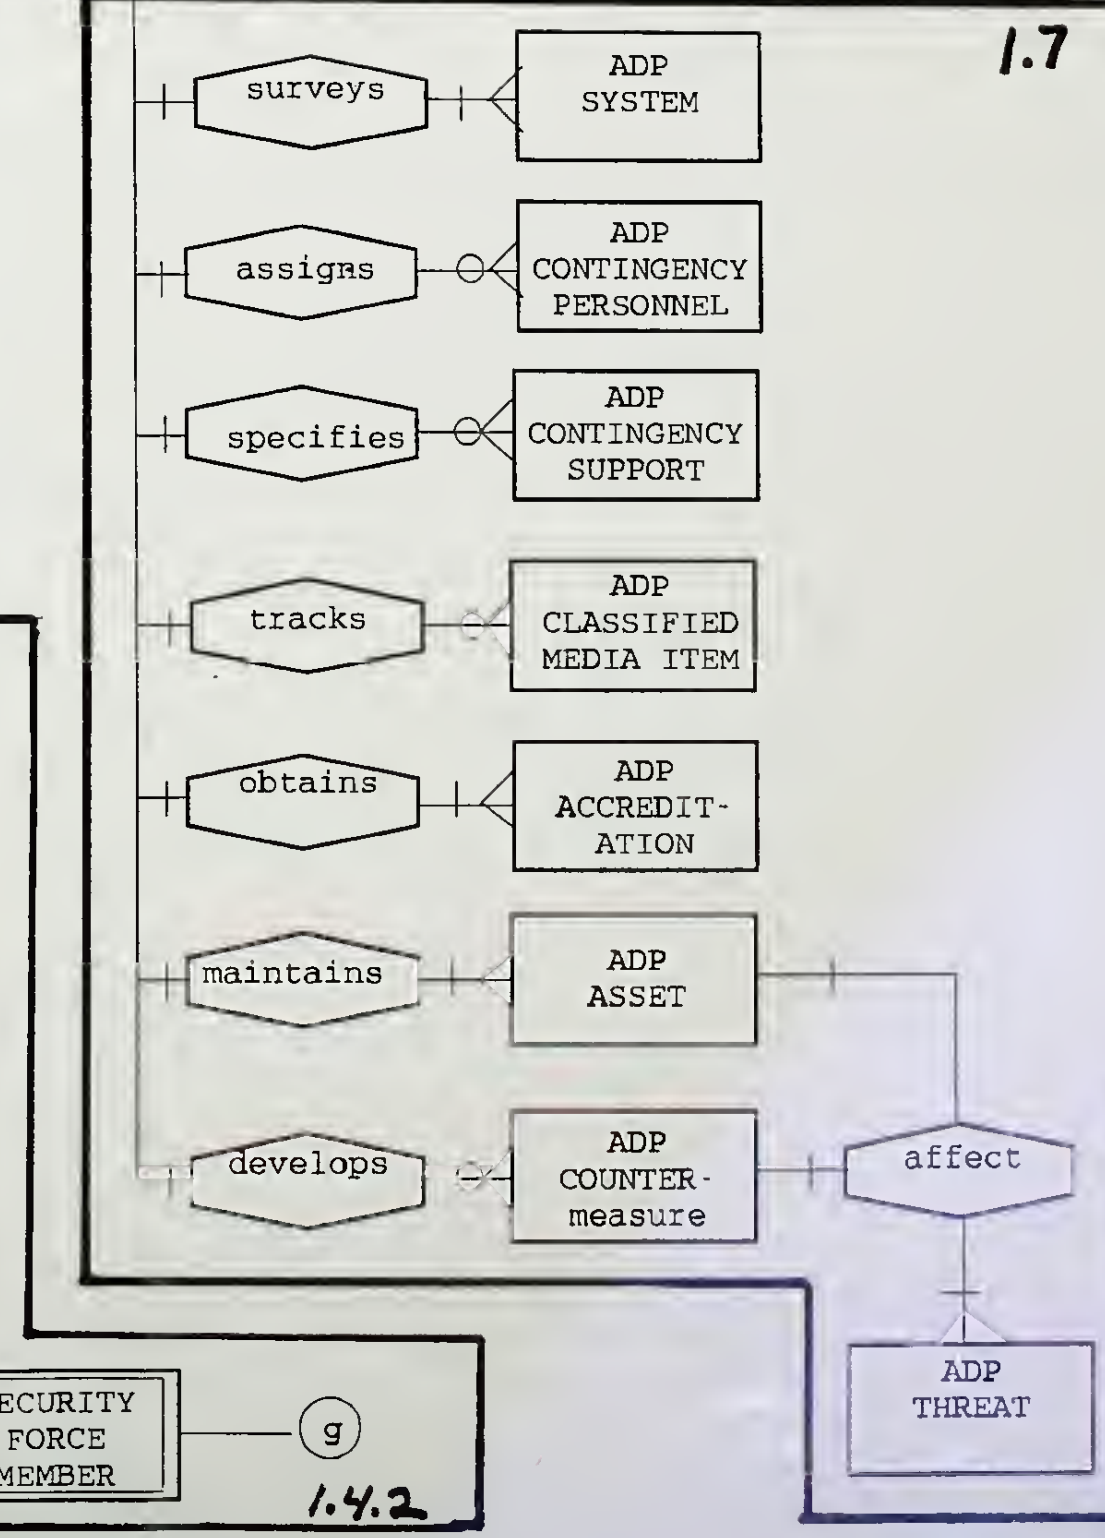 1.7
surveys
ADP
SYSTEM
assigns
ADP
CONTINGENCY
PERSONNEL
specifies
ADP
CONTINGENCY
SUPPORT
tracks
ADP
CLASSIFIED
MEDIA ITEM
obtains
ADP
ACCREDIT-
ATION
maintains
ADP
ASSET
develops
ADP
COUNTER-
measure
affect
ADP
THREAT
ECURITY
FORCE
MEMBER
g
1.4.2